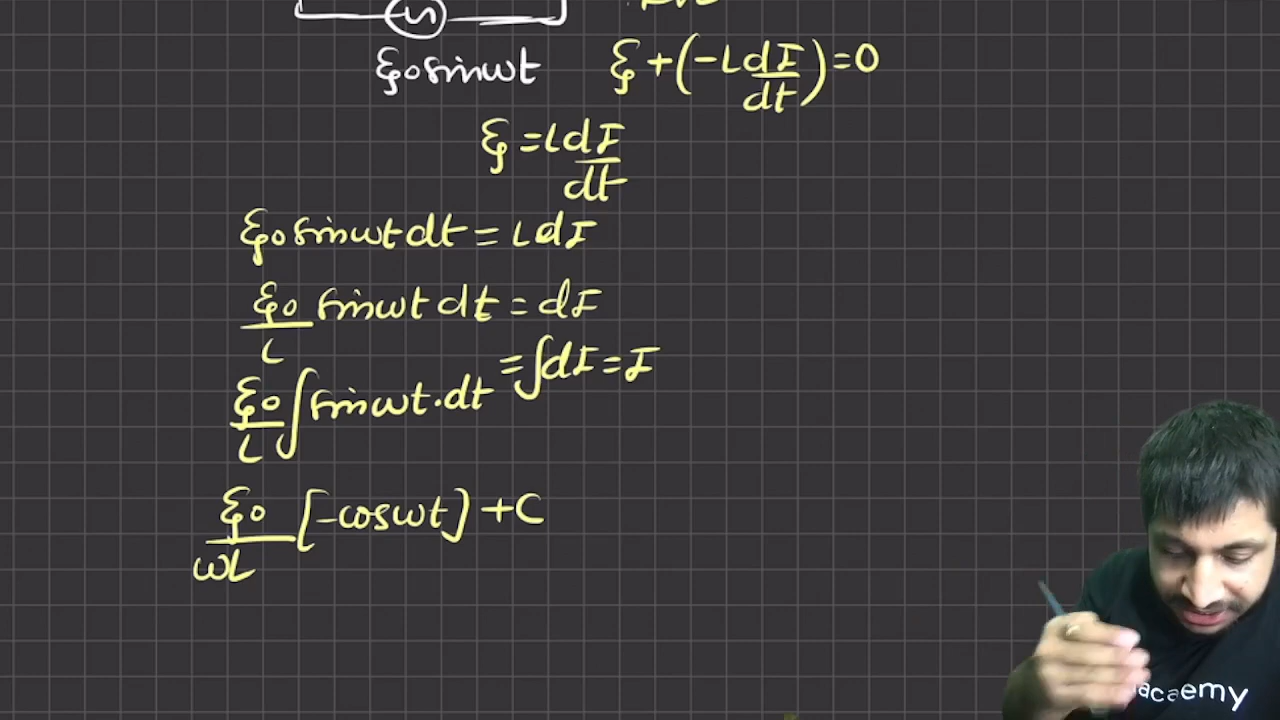 ξ0 sinωt
ξ + (-L dI/dt) = 0
ξ = L dI/dt
ξ0 sinωt dt = L dI
ξ0/L sinωt dt = dI
ξ0/L ∫ sinωt · dt = ∫dI = I
ξ0/ωL [-cosωt] + C
acaemy